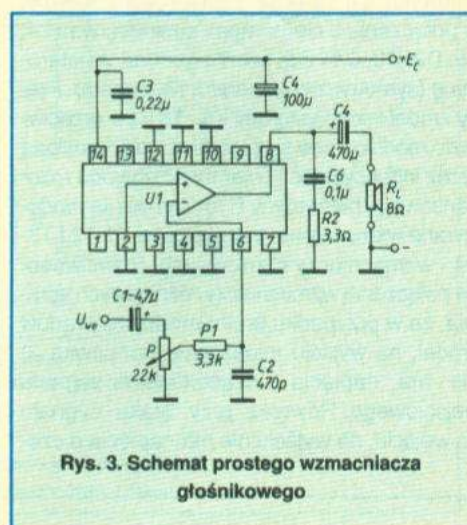 +Ec
C3
0,22μ
C4
100μ
14 13 12 11 10 9 8
U1
+
-
1 2 3 4 5 6 7
C4
+
470μ
C6
0,1μ
R2
3,3Ω
RL
8Ω
-
C1-4,7μ
+
Uwe
P
22k
P1
3,3k
C2
470p
Rys. 3. Schemat prostego wzmacniacza
głośnikowego